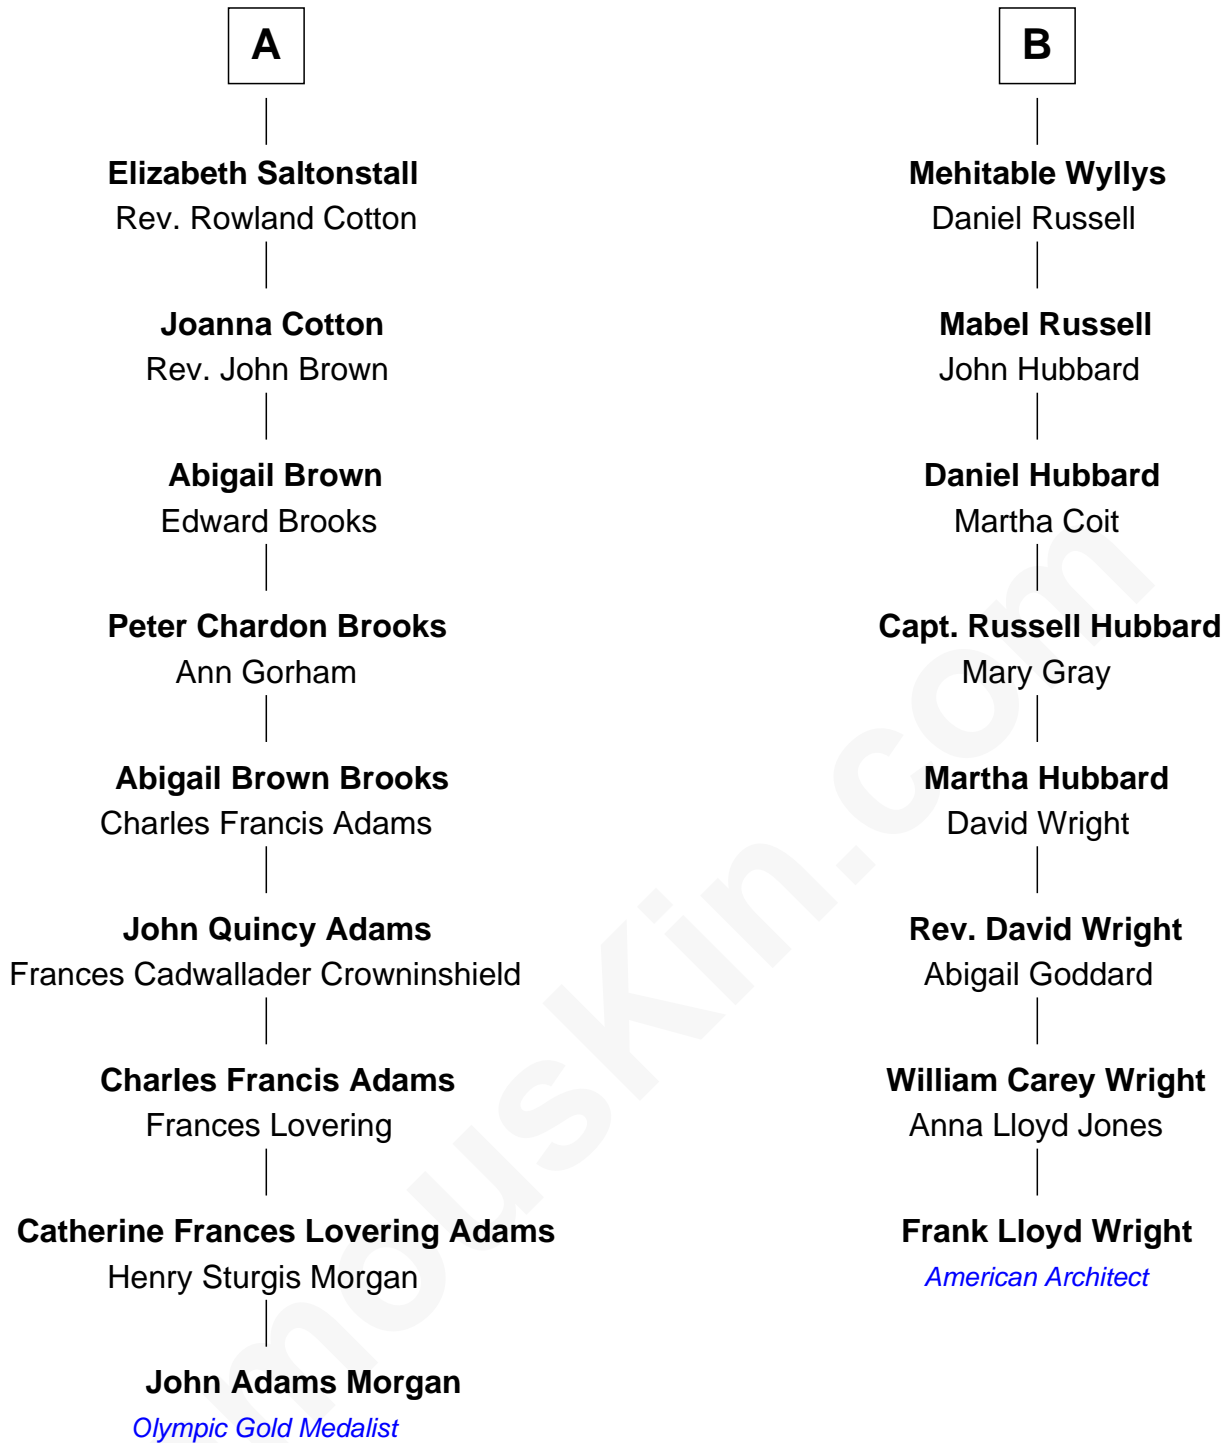 A
Elizabeth Saltonstall
Rev. Rowland Cotton
Joanna Cotton
Rev. John Brown
Abigail Brown
Edward Brooks
Peter Chardon Brooks
Ann Gorham
Abigail Brown Brooks
Charles Francis Adams
John Quincy Adams
Frances Cadwallader Crowninshield
Charles Francis Adams
Frances Lovering
Catherine Frances Lovering Adams
Henry Sturgis Morgan
John Adams Morgan
Olympic Gold Medalist
B
Mehitable Wyllys
Daniel Russell
Mabel Russell
John Hubbard
Daniel Hubbard
Martha Coit
Capt. Russell Hubbard
Mary Gray
Martha Hubbard
David Wright
Rev. David Wright
Abigail Goddard
William Carey Wright
Anna Lloyd Jones
Frank Lloyd Wright
American Architect
mousKin.com